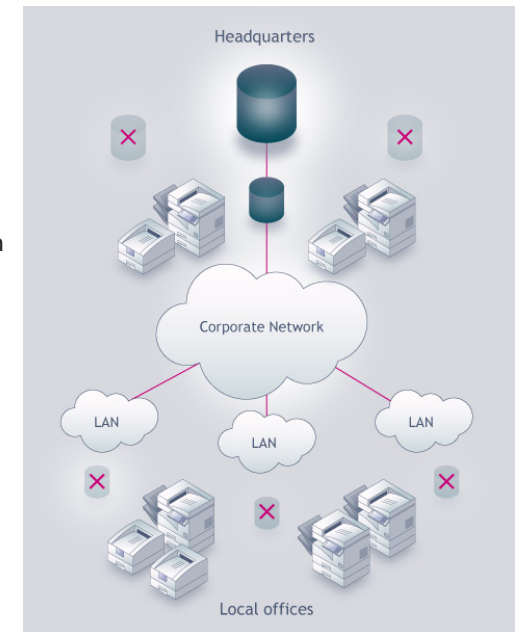 Headquarters
n
Corporate Network
LAN
LAN
LAN
Local offices